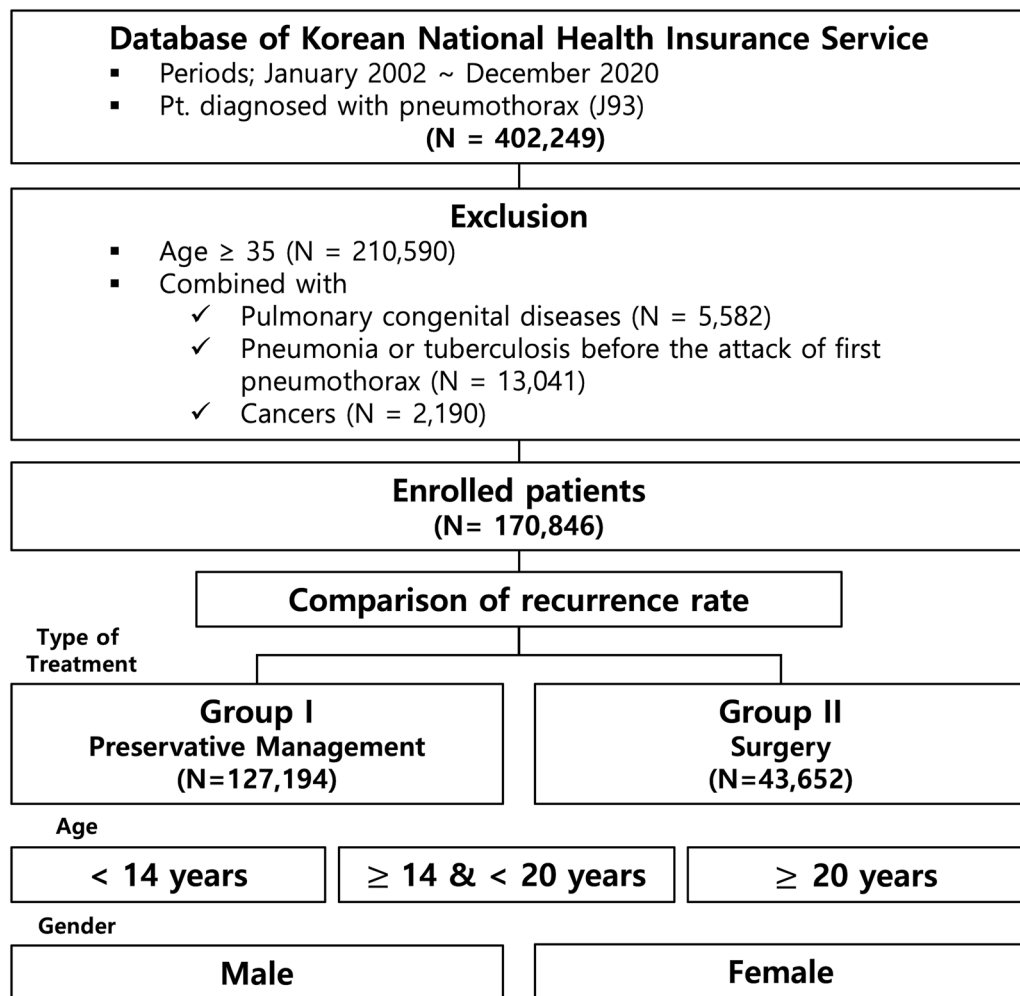 Database of Korean National Health Insurance Service
▪ Periods; January 2002 ~ December 2020
▪ Pt. diagnosed with pneumothorax (J93)
(N = 402,249)
Exclusion
▪ Age ≥ 35 (N = 210,590)
▪ Combined with
✓ Pulmonary congenital diseases (N = 5,582)
✓ Pneumonia or tuberculosis before the attack of first
pneumothorax (N = 13,041)
✓ Cancers (N = 2,190)
Enrolled patients
(N= 170,846)
Comparison of recurrence rate
Type of
Treatment
Group I
Preservative Management
(N=127,194)
Group II
Surgery
(N=43,652)
Age
< 14 years
≥ 14 & < 20 years
≥ 20 years
Gender
Male
Female